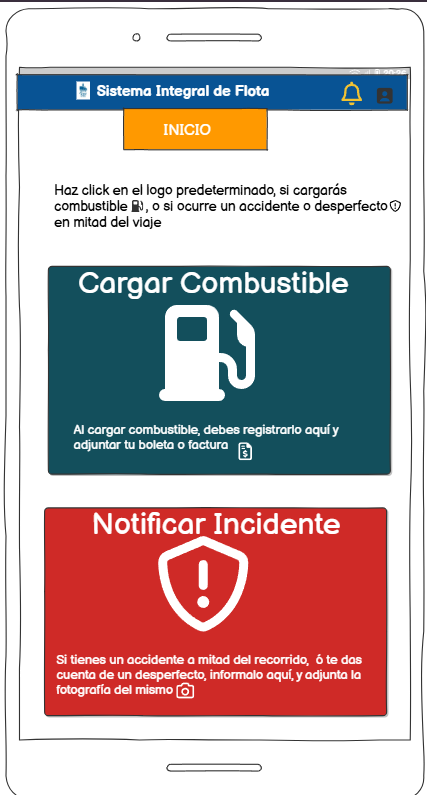 Sistema Integral de Flota
INICIO
Haz click en el logo predeterminado, si cargarás
combustible , o si ocurre un accidente o desperfecto
en mitad del viaje
Cargar Combustible
Al cargar combustible, debes registrarlo aquí y
adjuntar tu boleta o factura
Notificar Incidente
Si tienes un accidente a mitad del recorrido, ó te das
cuenta de un desperfecto, informalo aquí, y adjunta la
fotografía del mismo